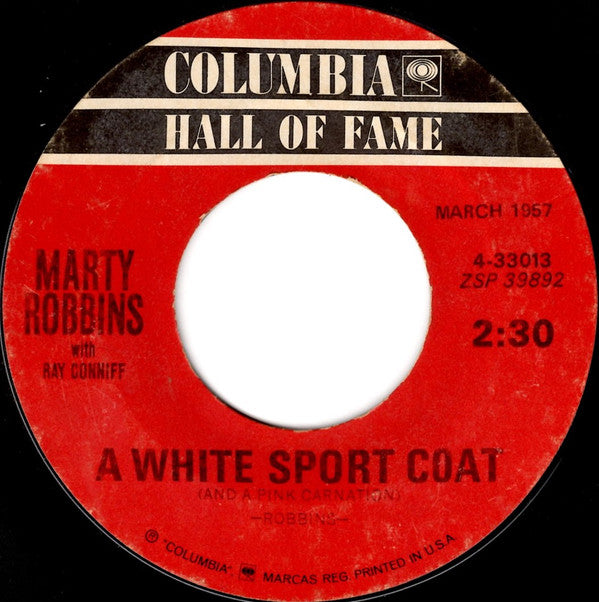 COLUMBIA
HALL OF FAME
MARCH 1957
4-33013
ZSP 39892
2:30
MARTY
ROBBINS
with
RAY CONNIFF
A WHITE SPORT COAT
(AND A PINK CARNATION)
—ROBBINS—
℗ "COLUMBIA" MARCAS REG. PRINTED IN U.S.A.